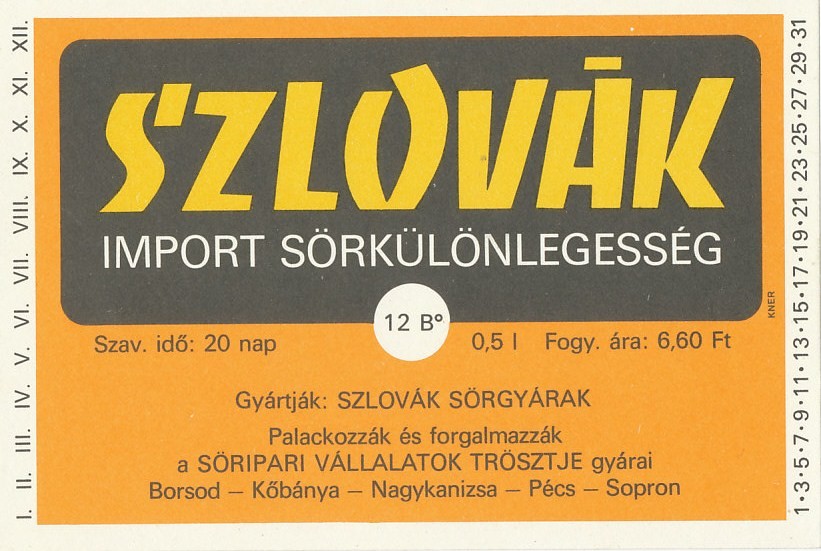 SZLOVÁK
IMPORT SÖRKÜLÖNLEGESSÉG
12 B°
Szav. idő: 20 nap
0,5 l Fogy. ára: 6,60 Ft
Gyártják: SZLOVÁK SÖRGYÁRAK
Palackozzák és forgalmazzák
a SÖRIPARI VÁLLALATOK TRÖSZTJE gyárai
Borsod – Kőbánya – Nagykanizsa – Pécs – Sopron
I. II. III. IV. V. VI. VII. VIII. IX. X. XI. XII.
KNER
1•3•5•7•9•11•13•15•17•19•21•23•25•27•29•31